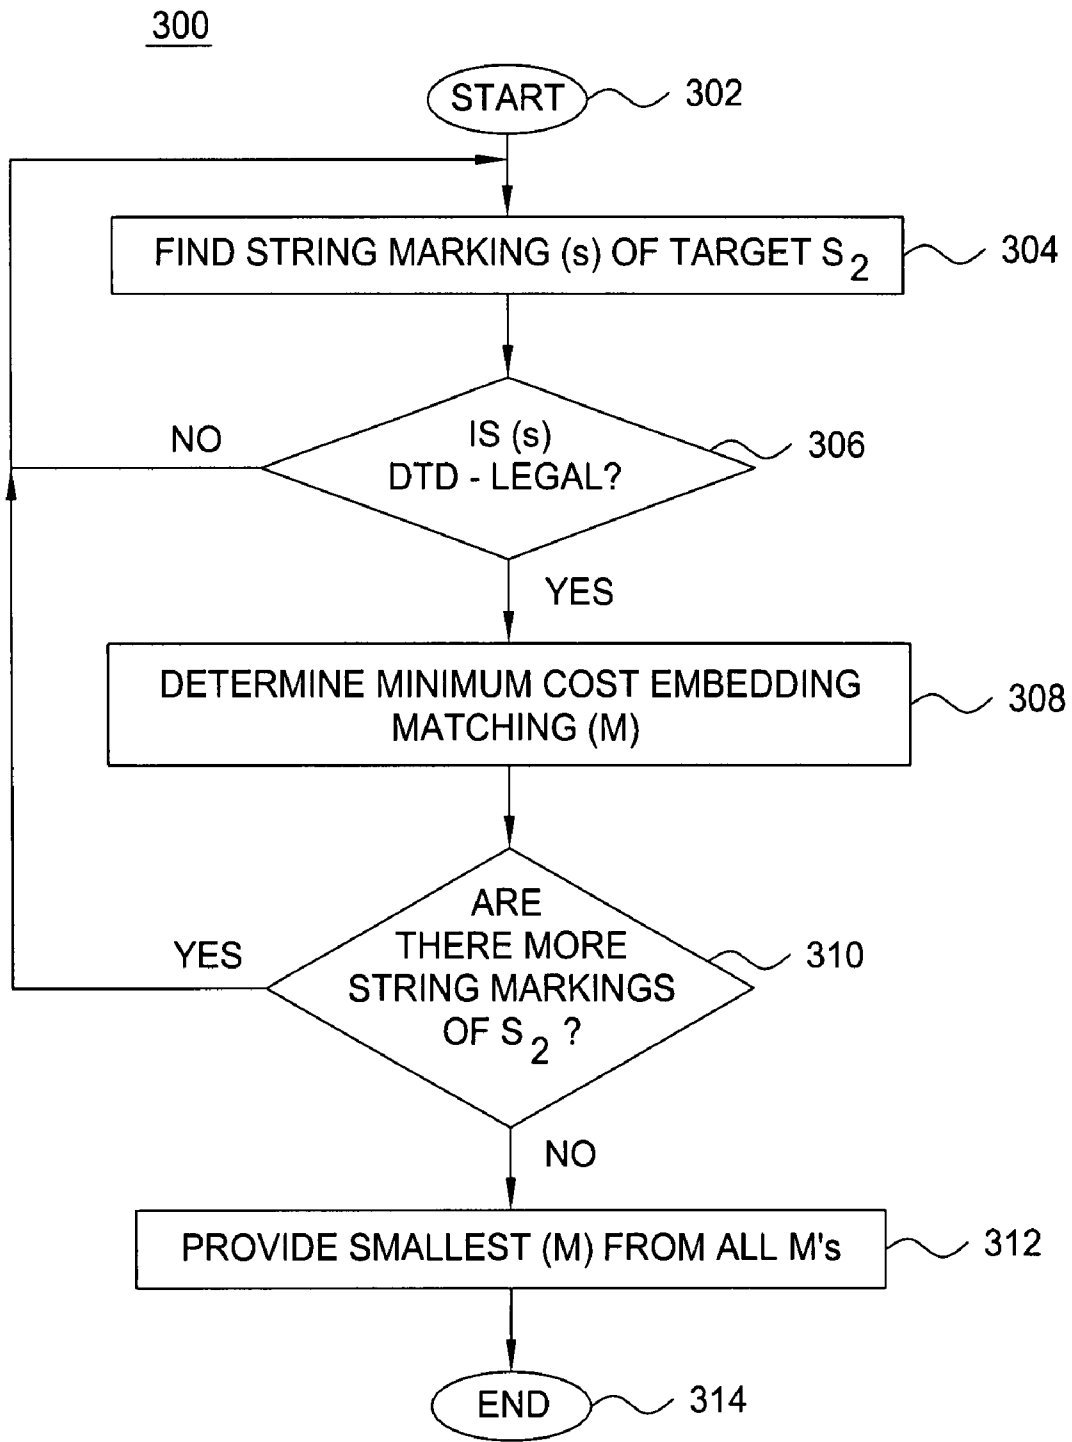 300
START
302
FIND STRING MARKING (s) OF TARGET S2
304
IS (s)
DTD - LEGAL?
306
NO
YES
DETERMINE MINIMUM COST EMBEDDING
MATCHING (M)
308
ARE
THERE MORE
STRING MARKINGS
OF S2 ?
310
YES
NO
PROVIDE SMALLEST (M) FROM ALL M's
312
END
314